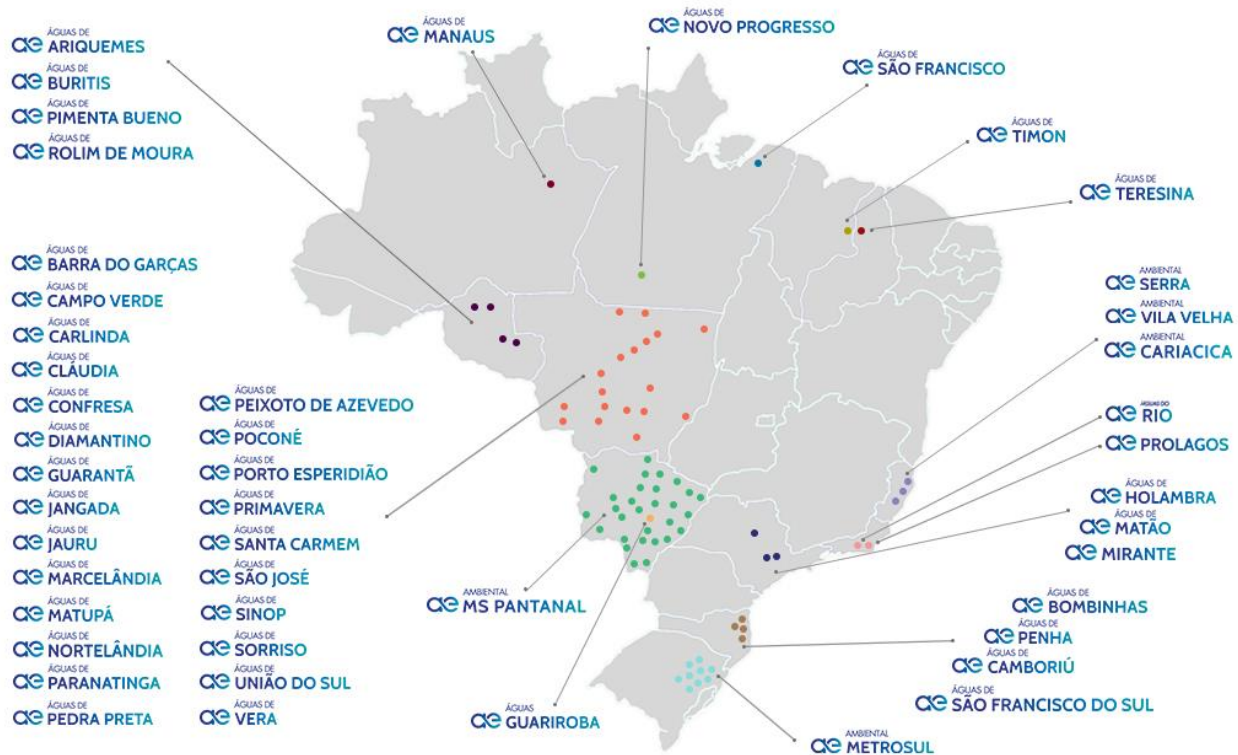 ÁGUAS DE
ae ARIQUEMES
ÁGUAS DE
ae BURITIS
ÁGUAS DE
ae PIMENTA BUENO
ÁGUAS DE
ae ROLIM DE MOURA
ÁGUAS DE
ae MANAUS
ÁGUAS DE
ae NOVO PROGRESSO
ÁGUAS DE
ae SÃO FRANCISCO
ÁGUAS DE
ae TIMON
ÁGUAS DE
ae TERESINA
ÁGUAS DE
ae BARRA DO GARÇAS
ÁGUAS DE
ae CAMPO VERDE
ÁGUAS DE
ae CARLINDA
ÁGUAS DE
ae CLÁUDIA
ÁGUAS DE
ae CONFRESA
ÁGUAS DE
ae DIAMANTINO
ÁGUAS DE
ae GUARANTÃ
ÁGUAS DE
ae JANGADA
ÁGUAS DE
ae JAURU
ÁGUAS DE
ae MARCELÂNDIA
ÁGUAS DE
ae MATUPÁ
ÁGUAS DE
ae NORTELÂNDIA
ÁGUAS DE
ae PARANATINGA
ÁGUAS DE
ae PEDRA PRETA
ÁGUAS DE
ae PEIXOTO DE AZEVEDO
ÁGUAS DE
ae POCONÉ
ÁGUAS DE
ae PORTO ESPERIDIÃO
ÁGUAS DE
ae PRIMAVERA
ÁGUAS DE
ae SANTA CARMEM
ÁGUAS DE
ae SÃO JOSÉ
ÁGUAS DE
ae SINOP
ÁGUAS DE
ae SORRISO
ÁGUAS DE
ae UNIÃO DO SUL
ÁGUAS DE
ae VERA
AMBIENTAL
ae MS PANTANAL
ÁGUAS
ae GUARIROBA
AMBIENTAL
ae SERRA
AMBIENTAL
ae VILA VELHA
AMBIENTAL
ae CARIACICA
ÁGUAS DO
ae RIO
ae PROLAGOS
ÁGUAS DE
ae HOLAMBRA
ÁGUAS DE
ae MATÃO
ae MIRANTE
ÁGUAS DE
ae BOMBINHAS
ÁGUAS DE
ae PENHA
ÁGUAS DE
ae CAMBORIÚ
ÁGUAS DE
ae SÃO FRANCISCO DO SUL
AMBIENTAL
ae METROSUL